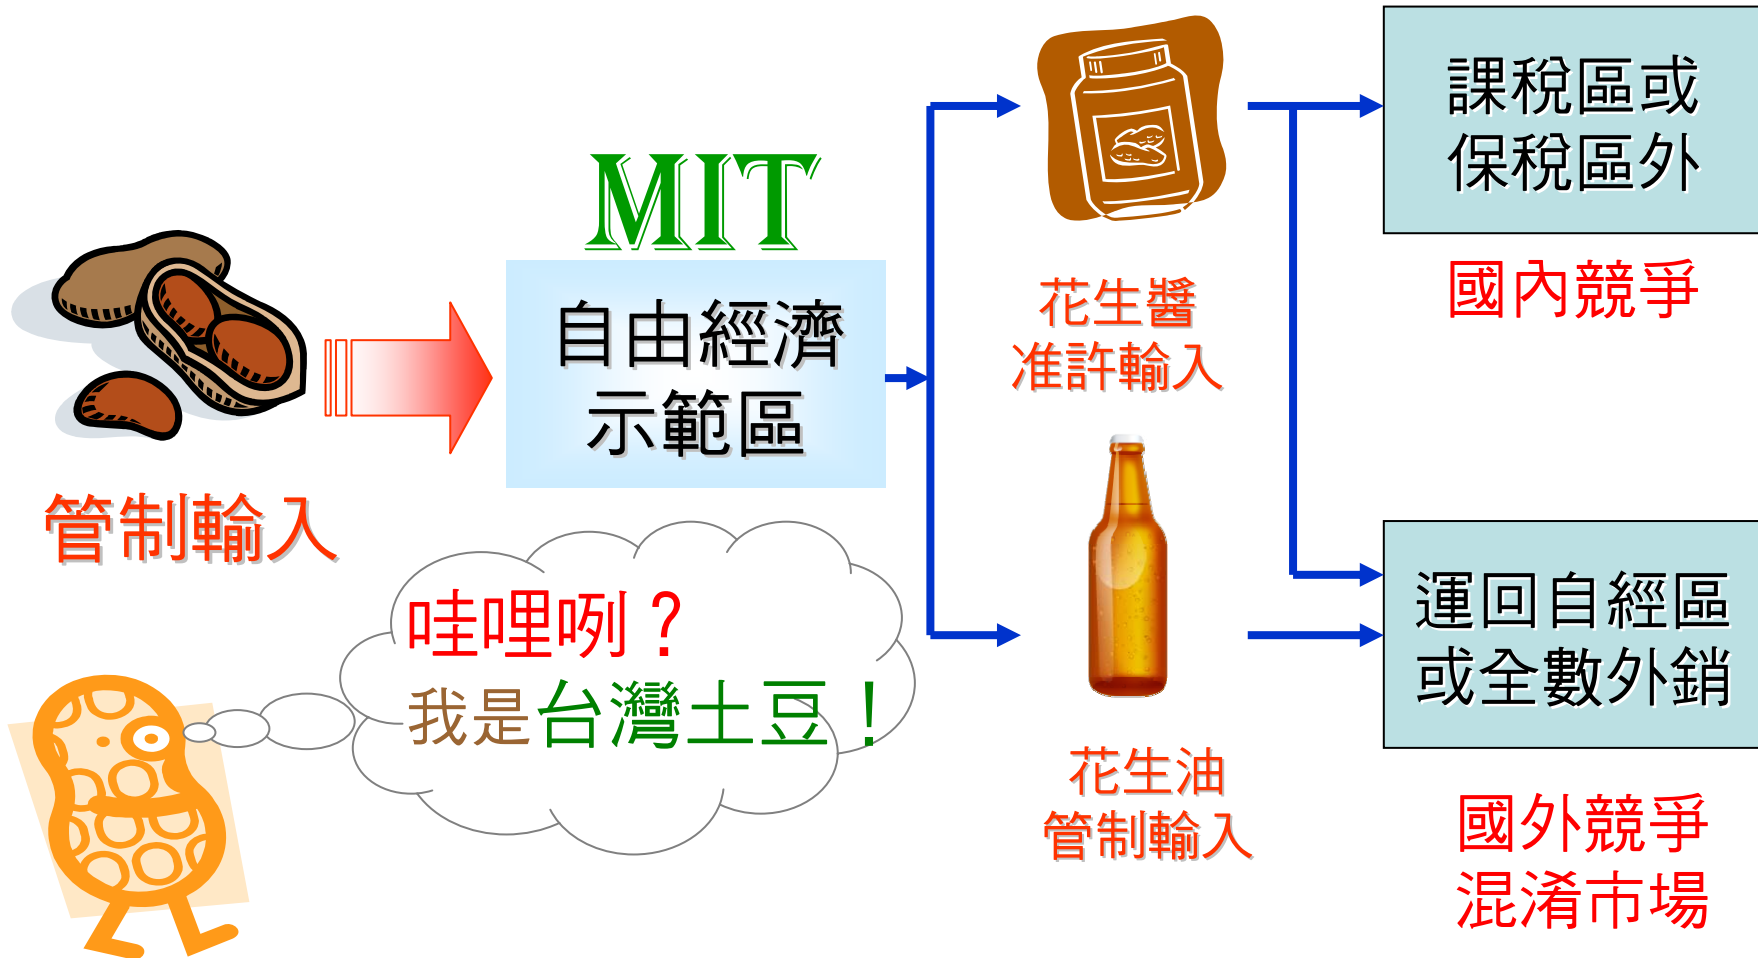 管制輸入
MIT
自由經濟
示範區
哇哩咧？
我是台灣土豆！
花生醬
准許輸入
花生油
管制輸入
課稅區或
保稅區外
國內競爭
運回自經區
或全數外銷
國外競爭
混淆市場